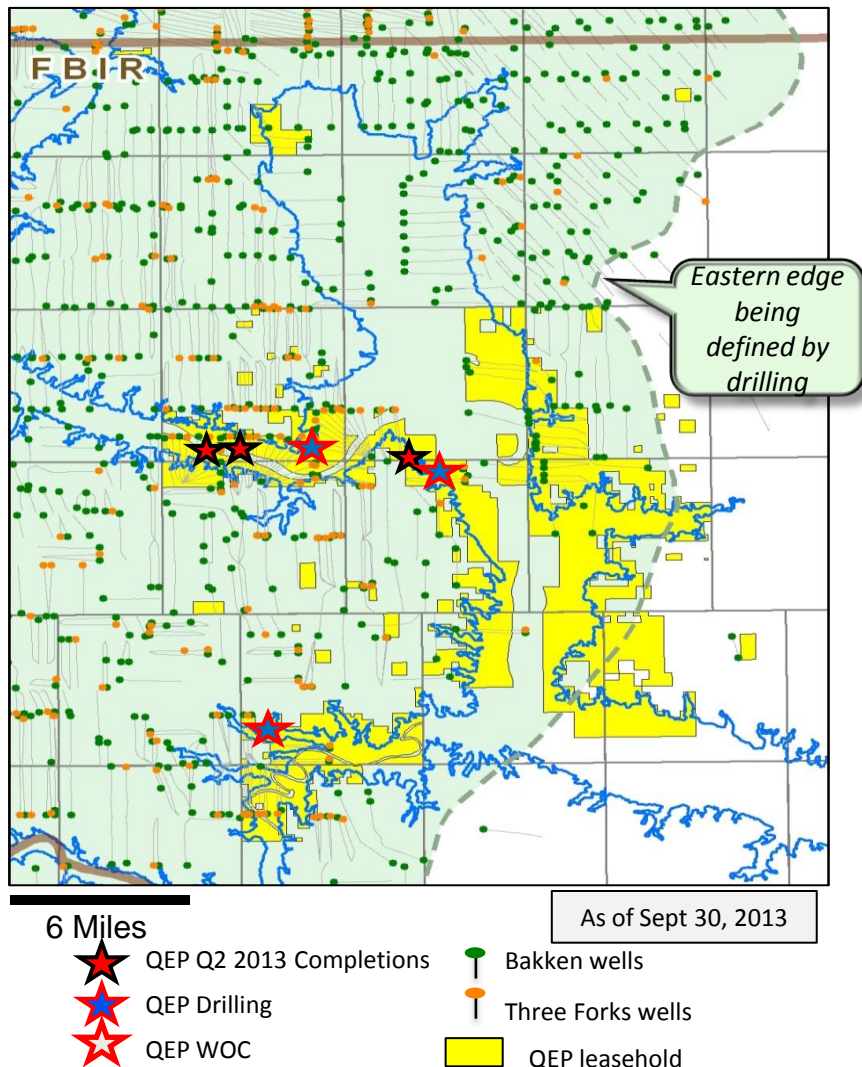 FBIR
Eastern edge
being
defined by
drilling
6 Miles
As of Sept 30, 2013
QEP Q2 2013 Completions
Bakken wells
QEP Drilling
Three Forks wells
QEP WOC
QEP leasehold